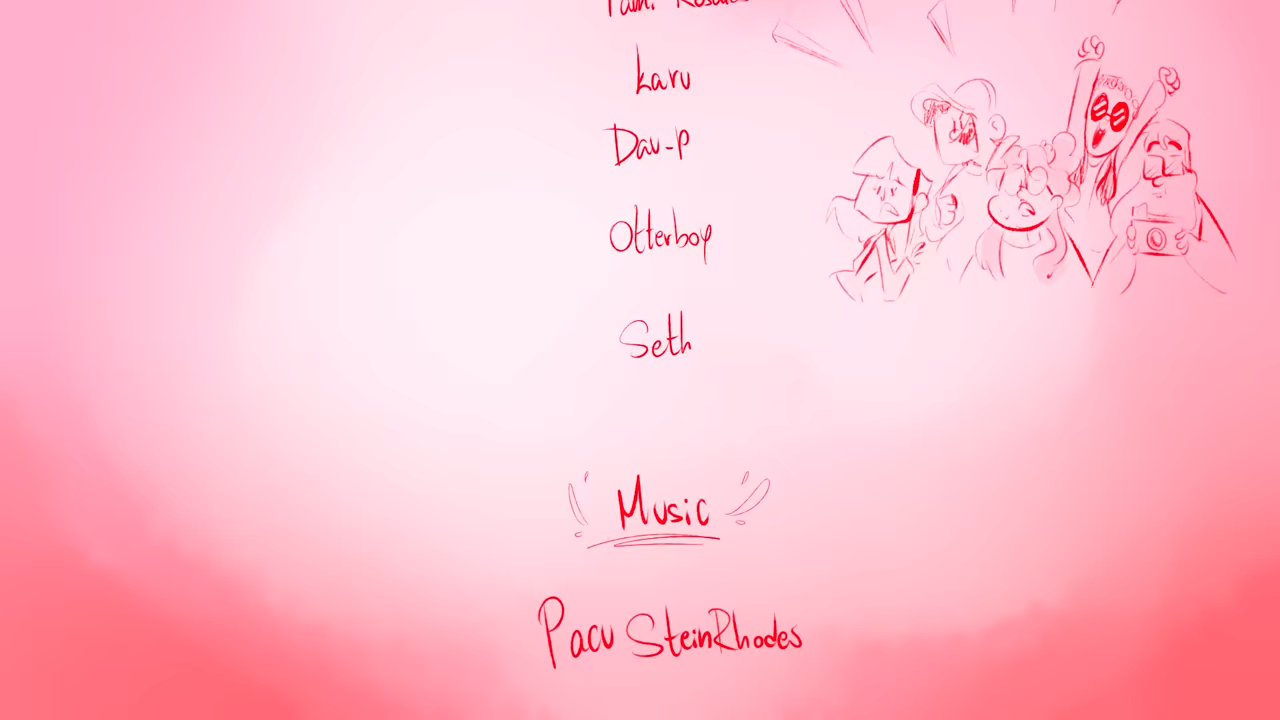 Karu
Dav-P
Otterboy
Seth
Music
Pacu SteinRhodes